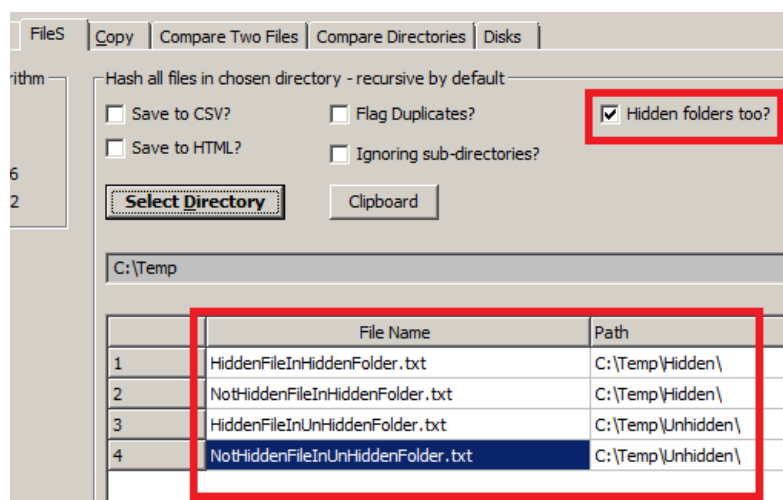 FileS Copy Compare Two Files Compare Directories Disks
rithm Hash all files in chosen directory - recursive by default
Save to CSV? Flag Duplicates? Hidden folders too?
Save to HTML? Ignoring sub-directories?
6
2 Select Directory Clipboard
C:\Temp
File Name Path
1 HiddenFileInHiddenFolder.txt C:\Temp\Hidden\
2 NotHiddenFileInHiddenFolder.txt C:\Temp\Hidden\
3 HiddenFileInUnHiddenFolder.txt C:\Temp\Unhidden\
4 NotHiddenFileInUnHiddenFolder.txt C:\Temp\Unhidden\